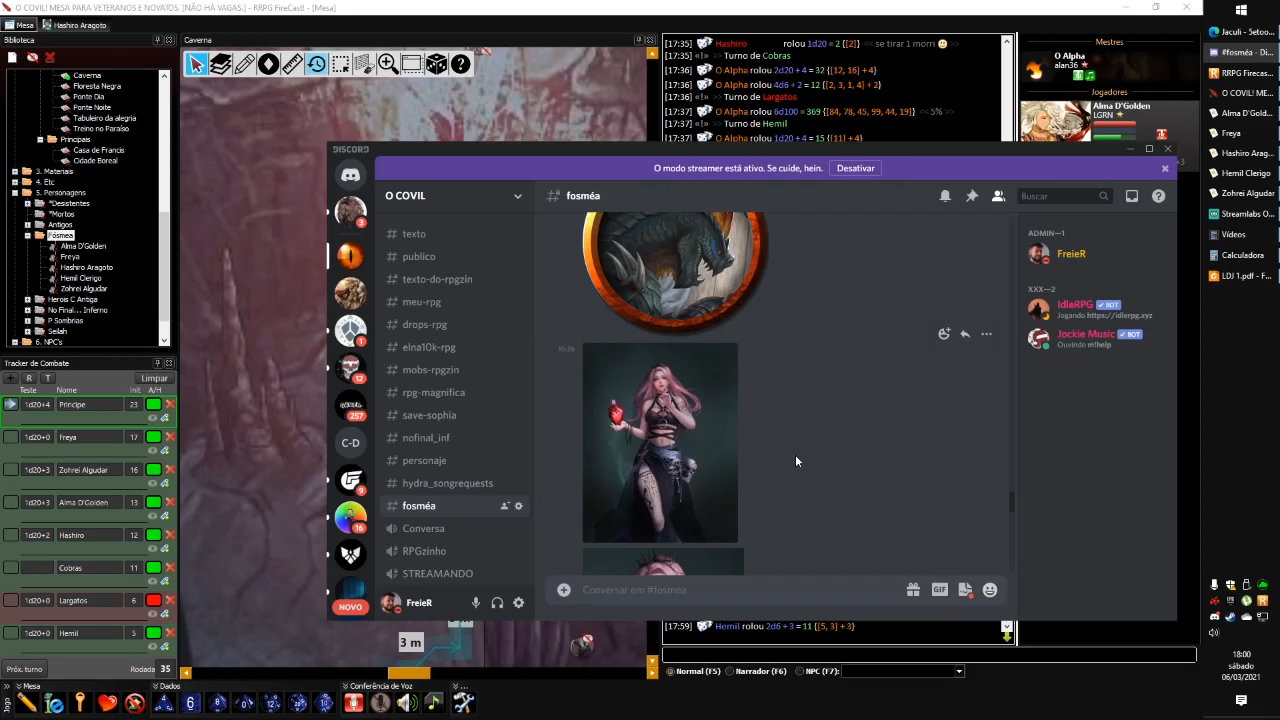 O COVIL! MESA PARA VETERANOS E NOVATOS. [NÃO HÁ VAGAS.] - RRPG FireCast! - [Mesa]
Mesa
Hashiro Aragoto
Biblioteca
Caverna
Floresta Negra
Ponte Dia
Ponte Noite
Tabuleiro da alegria
Treino no Paraíso
Principais
Casa de Francis
Cidade Boreal
3. Materiais
4. Etc
5. Personagens
*Desistentes
*Mortos
Antigos
Fósmea
Alma D'Golden
Freya
Hashiro Aragoto
Hemil Clerigo
Zohrei Algudar
Herois C Antiga
No Final... Inferno
P Sombrias
Seilah
6. NPC's
Tracker de Combate
R
T
Limpar
Teste
Nome
Init.
A/H
1d20+4
Principe
23
1d20+0
Freya
17
1d20+3
Zohrei Algudar
16
1d20+3
Alma D'Golden
13
1d20+2
Hashiro
12
Cobras
11
1d20+0
Largatos
6
1d20+0
Hemil
5
Próx. turno
Rodada
35
Jogo
Mesa
Dados
Conferência de Voz
Caverna
3 m
[17:35] Hashiro rolou 1d20 = 2 {[2]} << se tirar 1 morri >>
[17:35] «!» >> Turno de Cobras
[17:36] O Alpha rolou 2d20 + 4 = 32 {[12, 16] + 4}
[17:36] O Alpha rolou 4d6 + 2 = 12 {[2, 3, 1, 4] + 2}
[17:36] «!» >> Turno de Largatos
[17:37] O Alpha rolou 6d100 = 369 {[84, 78, 45, 99, 44, 19]} << 5% >>
[17:37] «!» >> Turno de Hemil
[17:37] O Alpha rolou 1d20 + 4 = 15 {[11] + 4}
[17:59] Hemil rolou 2d6 + 3 = 11 {[5, 3] + 3}
Normal (F5)
Narrador (F6)
NPC (F7):
Mestres
O Alpha
alan36
Jogadores
Alma D'Golden
LGRN
DISCORD
O modo streamer está ativo. Se cuide, hein.
Desativar
O COVIL
fosméa
Buscar
3
1
12
257
C-D
9
16
NOVO
texto
publico
texto-do-rpgzin
meu-rpg
drops-rpg
elna10k-rpg
mobs-rpgzin
rpg-magnifica
save-sophia
nofinal_inf
personaje
hydra_songrequests
fosméa
Conversa
RPGzinho
STREAMANDO
FreieR
Conversar em #fosméa
GIF
ADMIN—1
FreieR
XXX—2
IdleRPG
BOT
Jogando https://idlerpg.xyz
Jockie Music
BOT
Ouvindo m!help
Jaculi - Setoo...
#fosméa - Di...
RRPG Firecas...
O COVIL! ME...
Alma D'Gold...
Freya
Hashiro Arag...
Hemil Clerigo
Zohrei Algudar
Streamlabs O...
Vídeos
Calculadora
LDJ 1.pdf - F...
18:00
sábado
06/03/2021